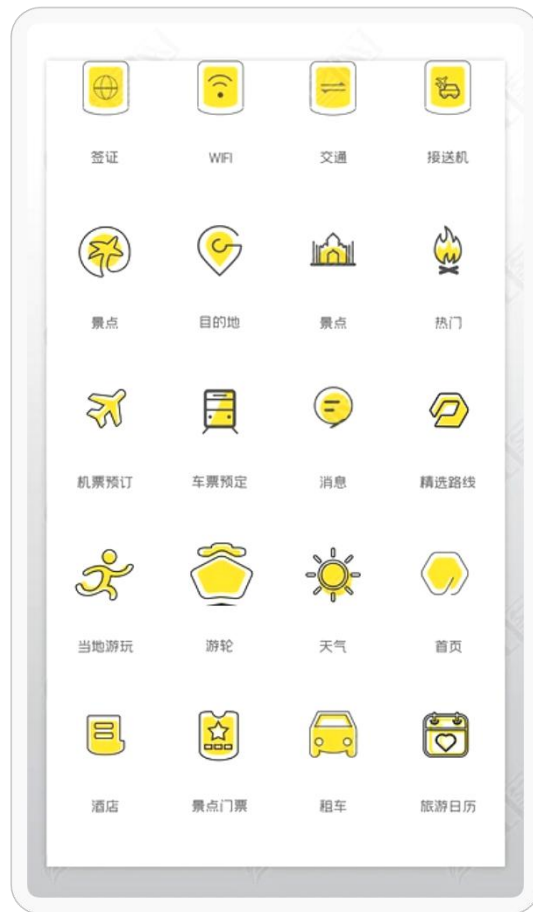 签证 WIFI 交通 接送机
景点 目的地 景点 热门
机票预订 车票预定 消息 精选路线
当地游玩 游轮 天气 首页
酒店 景点门票 租车 旅游日历